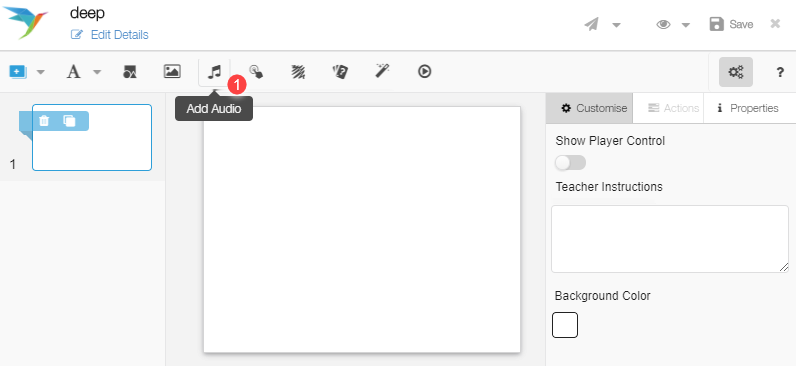 deep
Edit Details
Save
A
?
1
Add Audio
1
Customise
Actions
i Properties
Show Player Control
Teacher Instructions
Background Color